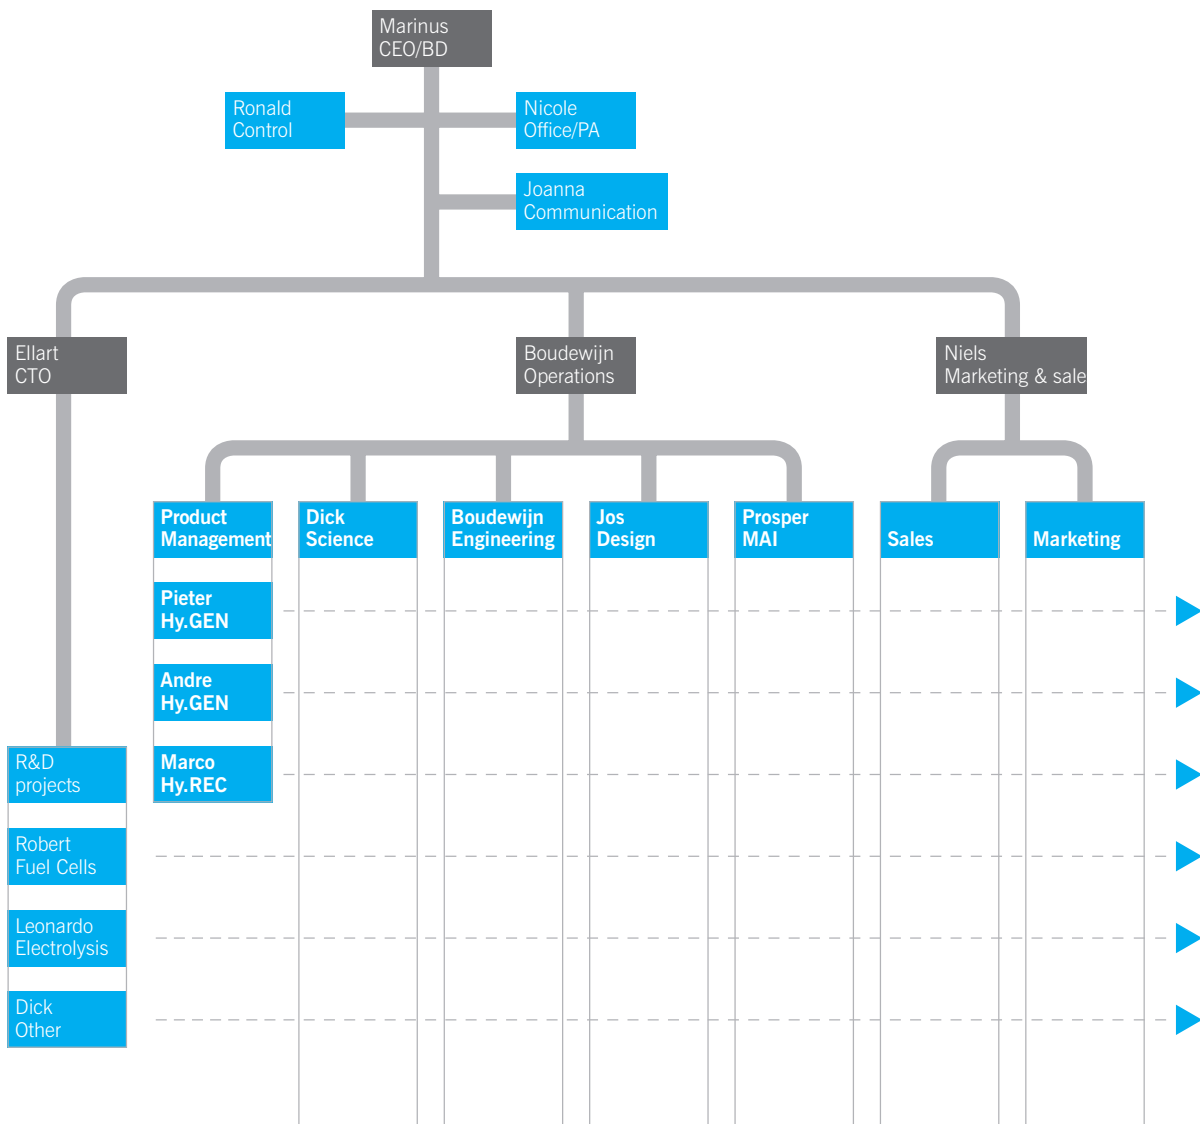 Marinus
CEO/BD
Ronald
Control
Nicole
Office/PA
Joanna
Communication
Ellart
CTO
Boudewijn
Operations
Niels
Marketing & sale
Product
Management
Dick
Science
Boudewijn
Engineering
Jos
Design
Prosper
MAI
Sales
Marketing
Pieter
Hy.GEN
Andre
Hy.GEN
Marco
Hy.REC
R&D
projects
Robert
Fuel Cells
Leonardo
Electrolysis
Dick
Other